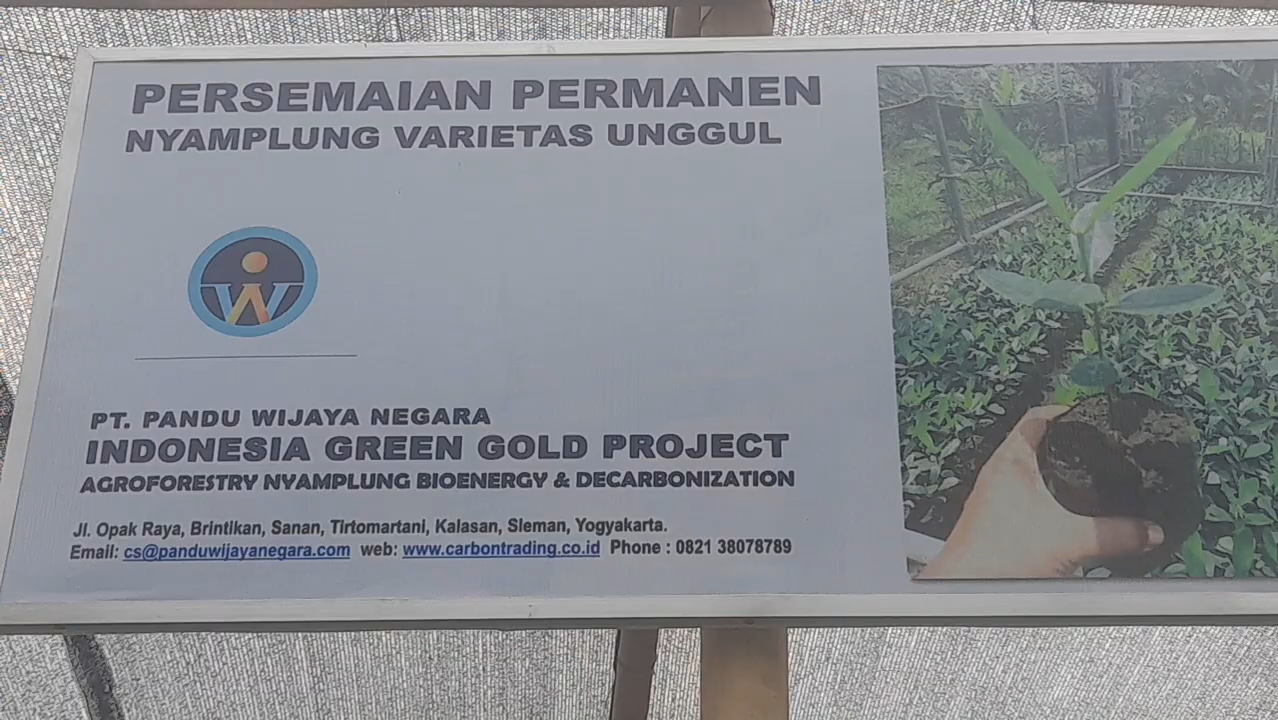 PERSEMAIAN PERMANEN
NYAMPLUNG VARIETAS UNGGUL
W
PT. PANDU WIJAYA NEGARA
INDONESIA GREEN GOLD PROJECT
AGROFORESTRY NYAMPLUNG BIOENERGY & DECARBONIZATION
Jl. Opak Raya, Brintikan, Sanan, Tirtomartani, Kalasan, Sleman, Yogyakarta.
Email: cs@panduwijayanegara.com web: www.carbontrading.co.id Phone : 0821 38078789